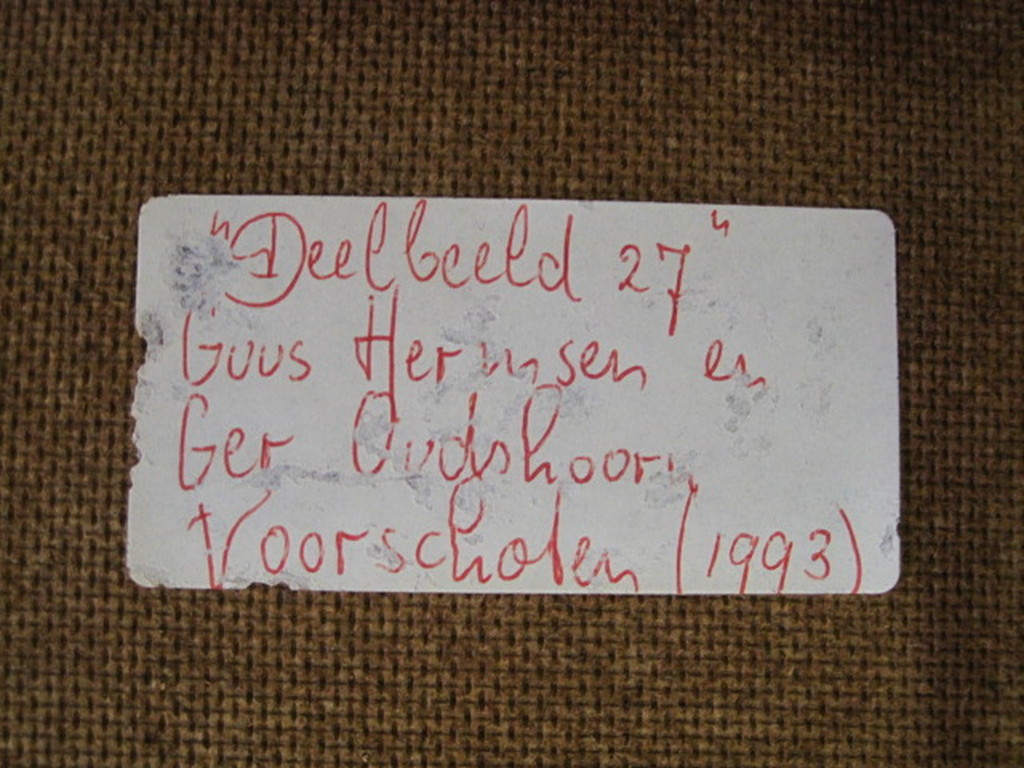 "Deelbeeld 27"
Guus Hermsen en
Ger Oudshoorn
Voorschoten (1993)